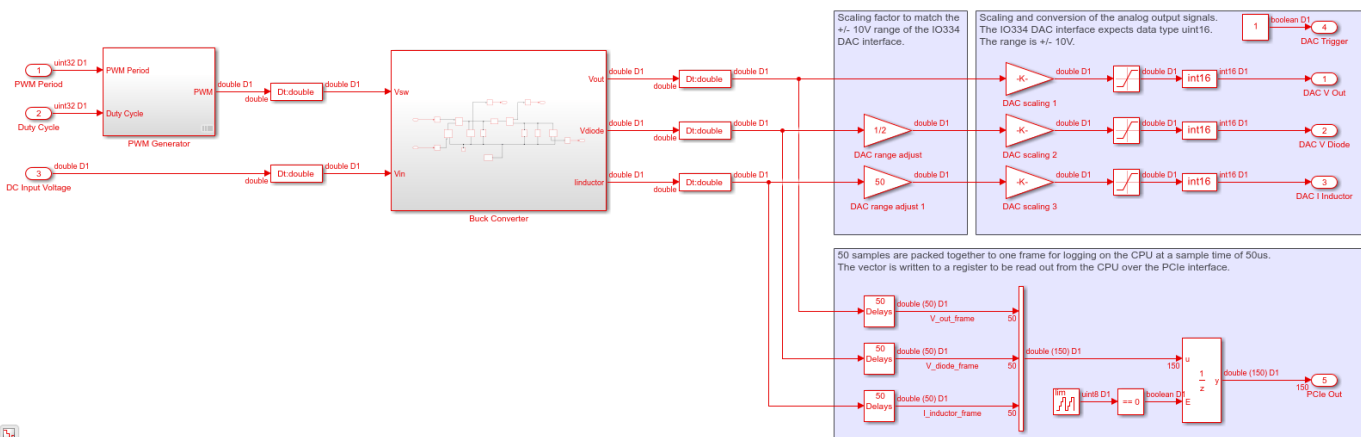 Scaling factor to match the
+/- 10V range of the IO334
DAC interface.
Scaling and conversion of the analog output signals.
The IO334 DAC interface expects data type uint16.
The range is +/- 10V.
1
boolean D1
4
DAC Trigger
1
PWM Period
uint32 D1
PWM Period
2
Duty Cycle
uint32 D1
Duty Cycle
PWM
PWM Generator
double D1
double
Dt:double
double D1
3
DC Input Voltage
double D1
double
Dt:double
double D1
Vsw
Vin
Vout
Vdiode
Iinductor
Buck Converter
double D1
double
Dt:double
double D1
-K-
DAC scaling 1
double D1
double D1
int16
int16 D1
1
DAC V Out
double D1
double
Dt:double
double D1
1/2
DAC range adjust
double D1
-K-
DAC scaling 2
double D1
double D1
int16
int16 D1
2
DAC V Diode
double D1
double
Dt:double
double D1
50
DAC range adjust 1
double D1
-K-
DAC scaling 3
double D1
double D1
int16
int16 D1
3
DAC I Inductor
50 samples are packed together to one frame for logging on the CPU at a sample time of 50us.
The vector is written to a register to be read out from the CPU over the PCIe interface.
50
Delays
double (50) D1
V_out_frame
50
50
Delays
double (50) D1
V_diode_frame
50
50
Delays
double (50) D1
I_inductor_frame
50
double (150) D1
150
lim
uint8 D1
== 0
boolean D1
u
E
1
z
y
double (150) D1
150
5
PCIe Out